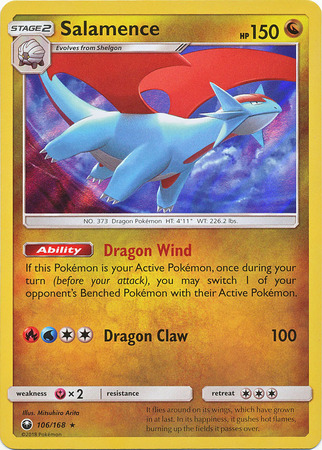 STAGE2 Salamence HP 150
Evolves from Shelgon
NO. 373 Dragon Pokémon HT: 4'11" WT: 226.2 lbs.
Ability Dragon Wind
If this Pokémon is your Active Pokémon, once during your
turn (before your attack), you may switch 1 of your
opponent's Benched Pokémon with their Active Pokémon.
Dragon Claw 100
weakness ×2 resistance retreat
Illus. Mitsuhiro Arita
106/168 ★
©2018 Pokémon
It flies around on its wings, which have grown
in at last. In its happiness, it gushes hot flames,
burning up the fields it passes over.